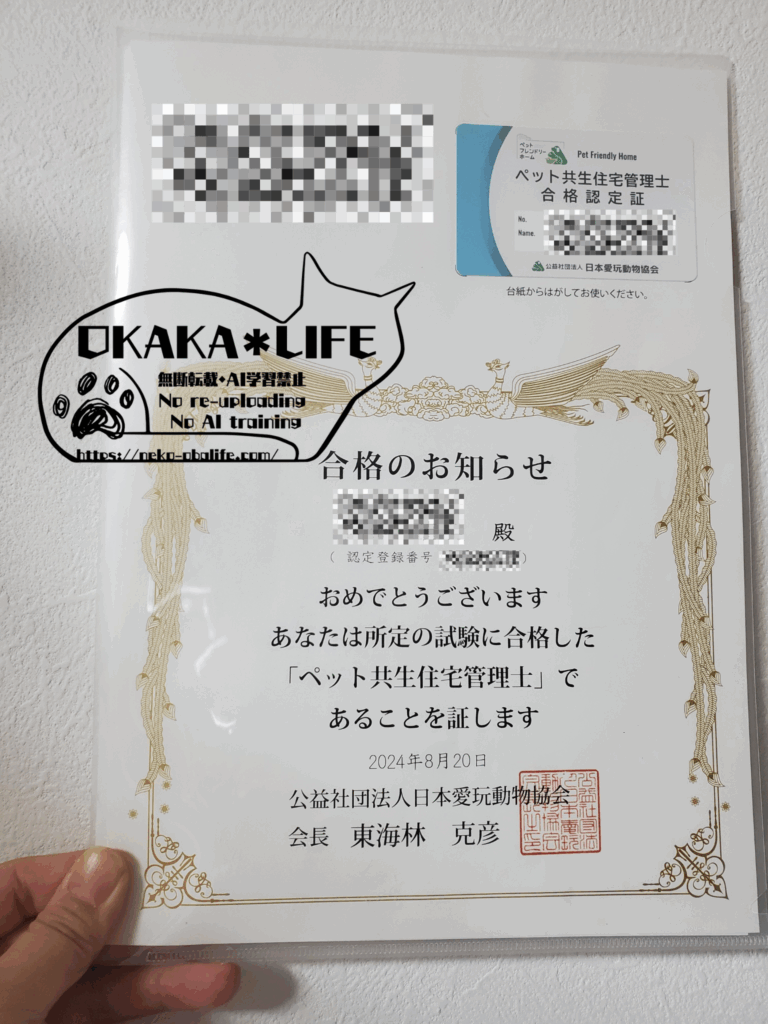 ペット
フレンドリー
ホーム
Pet Friendly Home
ペット共生住宅管理士
合格認定証
No.
Name.
公益社団法人 日本愛玩動物協会
台紙からはがしてお使いください。
OKAKA*LIFE
無断転載・AI学習禁止
No re-uploading
No AI training
https://neko-obalife.com/
合格のお知らせ
殿
( 認定登録番号 )
おめでとうございます
あなたは所定の試験に合格した
「ペット共生住宅管理士」で
あることを証します
2024年8月20日
公益社団法人日本愛玩動物協会
会長 東海林 克彦